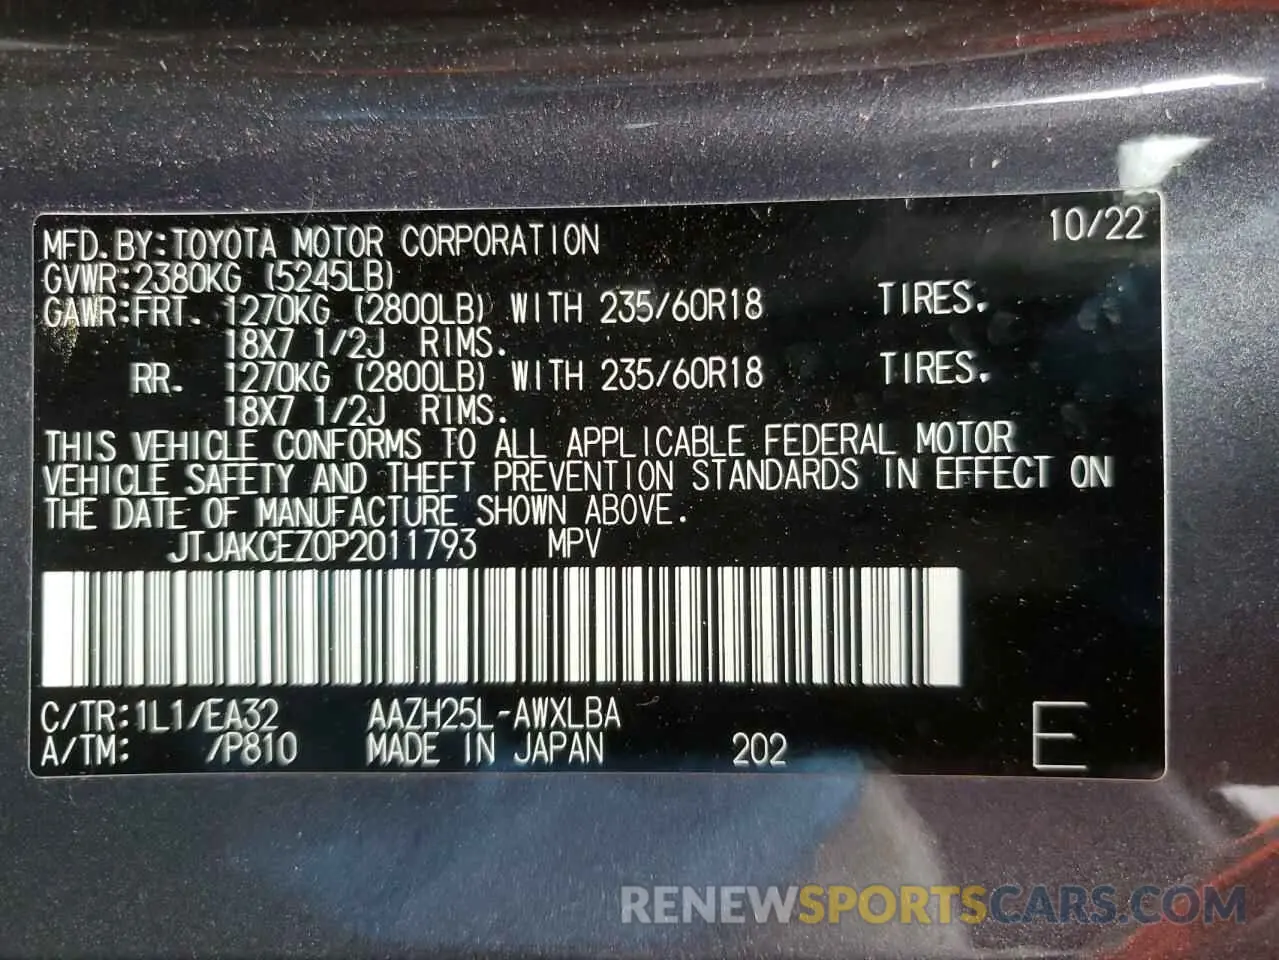 MFD.BY:TOYOTA MOTOR CORPORATION 10/22
GVWR:2380KG (5245LB)
GAWR:FRT. 1270KG (2800LB) WITH 235/60R18 TIRES.
18X7 1/2J RIMS.
RR. 1270KG (2800LB) WITH 235/60R18 TIRES.
18X7 1/2J RIMS.
THIS VEHICLE CONFORMS TO ALL APPLICABLE FEDERAL MOTOR
VEHICLE SAFETY AND THEFT PREVENTION STANDARDS IN EFFECT ON
THE DATE OF MANUFACTURE SHOWN ABOVE.
JTJAKCEZ0P2011793 MPV
C/TR:1L1/EA32 AAZH25L-AWXLBA
A/TM: /P810 MADE IN JAPAN 202 E
RENEWSPORTSCARS.COM